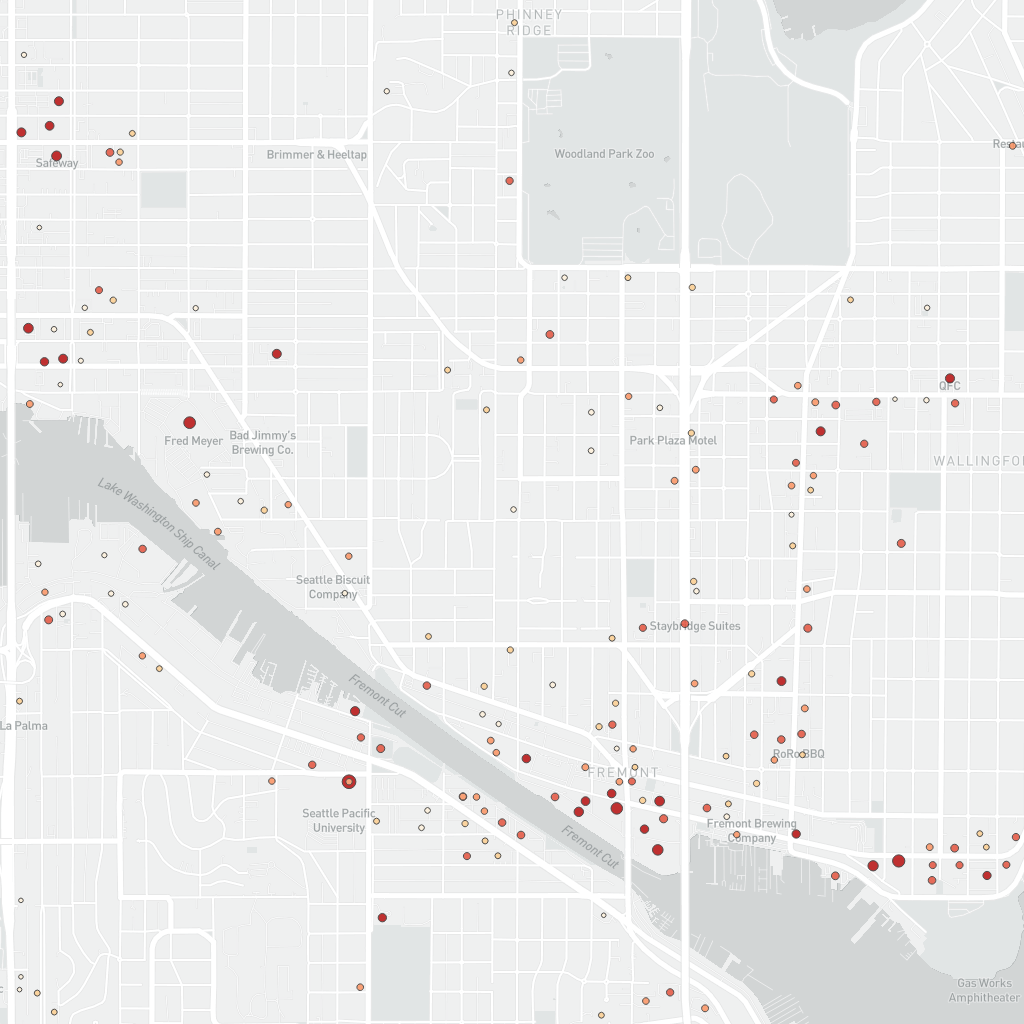 PHINNEY
RIDGE
Woodland Park Zoo
Brimmer & Heeltap
Safeway
QFC
Fred Meyer
Bad Jimmy's
Brewing Co.
Park Plaza Motel
WALLINGFO
Lake Washington Ship Canal
Seattle Biscuit
Company
Staybridge Suites
Fremont Cut
La Palma
RoRo BBQ
FREMONT
Seattle Pacific
University
Fremont Brewing
Company
Fremont Cut
Gas Works
Amphitheater